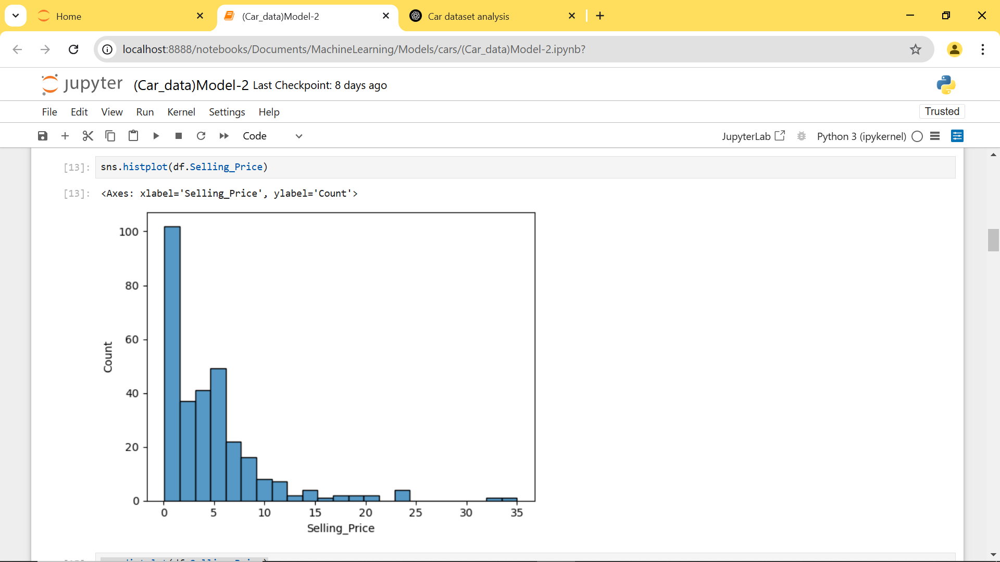 Home
(Car_data)Model-2
Car dataset analysis
localhost:8888/notebooks/Documents/MachineLearning/Models/cars/(Car_data)Model-2.ipynb?
jupyter (Car_data)Model-2 Last Checkpoint: 8 days ago
File Edit View Run Kernel Settings Help
Trusted
Code
JupyterLab
Python 3 (ipykernel)
[13]: sns.histplot(df.Selling_Price)
[13]: <Axes: xlabel='Selling_Price', ylabel='Count'>
100
80
60
40
20
0
Count
0 5 10 15 20 25 30 35
Selling_Price